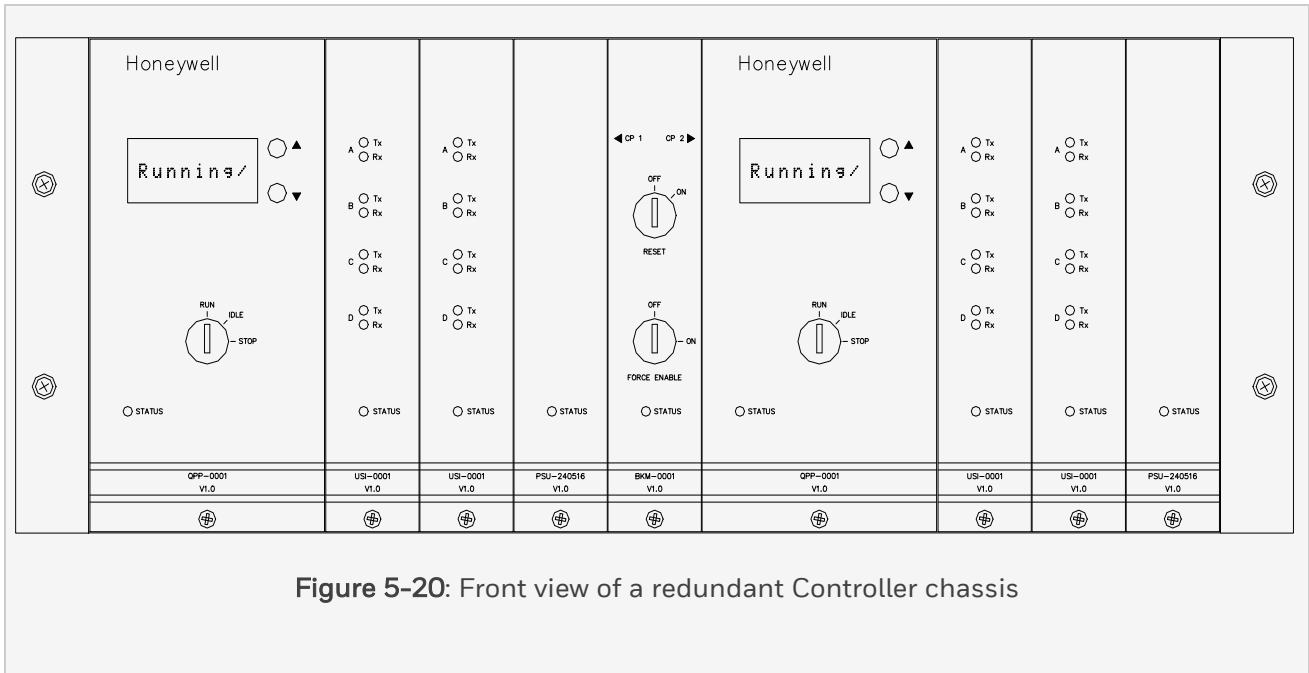 Honeywell
Running/
▲
▼
RUN
IDLE
STOP
STATUS
QPP-0001
V1.0
A Tx
Rx
B Tx
Rx
C Tx
Rx
D Tx
Rx
STATUS
USI-0001
V1.0
A Tx
Rx
B Tx
Rx
C Tx
Rx
D Tx
Rx
STATUS
USI-0001
V1.0
STATUS
PSU-240516
V1.0
◀ CP 1 CP 2 ▶
OFF
ON
RESET
OFF
ON
FORCE ENABLE
STATUS
BKM-0001
V1.0
Honeywell
Running/
▲
▼
RUN
IDLE
STOP
STATUS
QPP-0001
V1.0
A Tx
Rx
B Tx
Rx
C Tx
Rx
D Tx
Rx
STATUS
USI-0001
V1.0
A Tx
Rx
B Tx
Rx
C Tx
Rx
D Tx
Rx
STATUS
USI-0001
V1.0
STATUS
PSU-240516
V1.0
Figure 5-20: Front view of a redundant Controller chassis